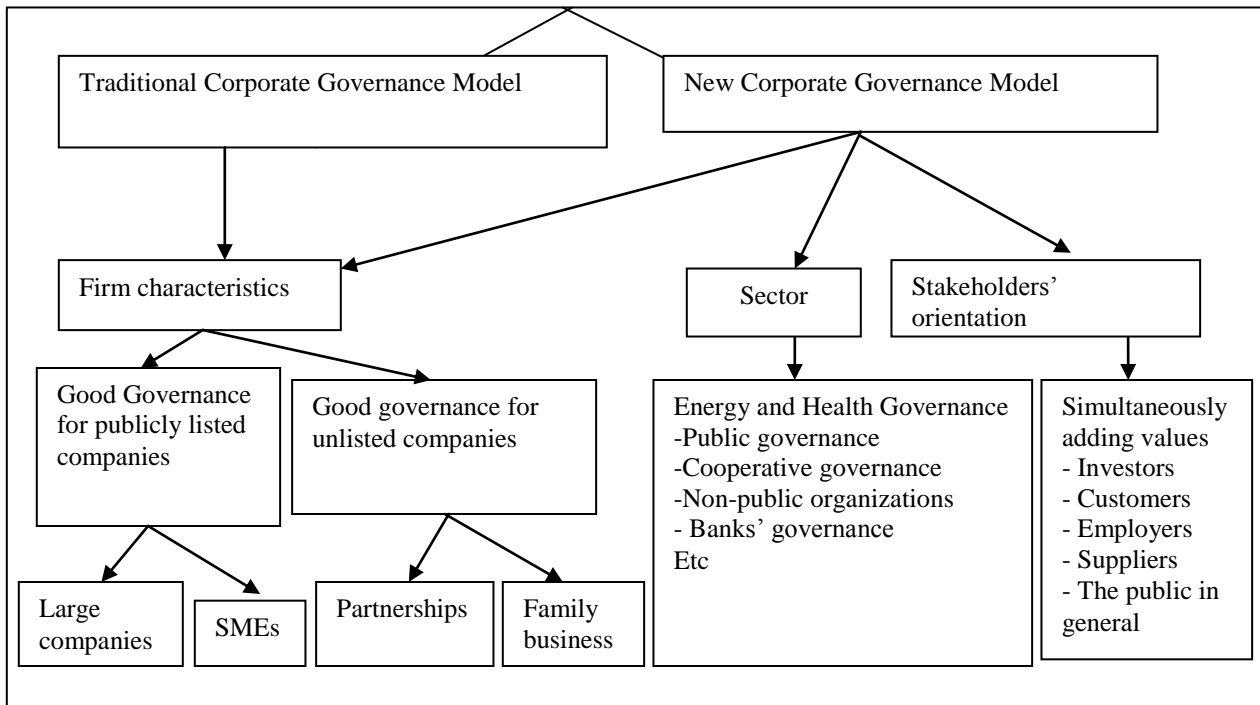 Traditional Corporate Governance Model
New Corporate Governance Model
Firm characteristics
Sector
Stakeholders’
orientation
Good Governance
for publicly listed
companies
Good governance for
unlisted companies
Energy and Health Governance
-Public governance
-Cooperative governance
-Non-public organizations
- Banks’ governance
Etc
Simultaneously
adding values
- Investors
- Customers
- Employers
- Suppliers
- The public in
general
Large
companies
SMEs
Partnerships
Family
business